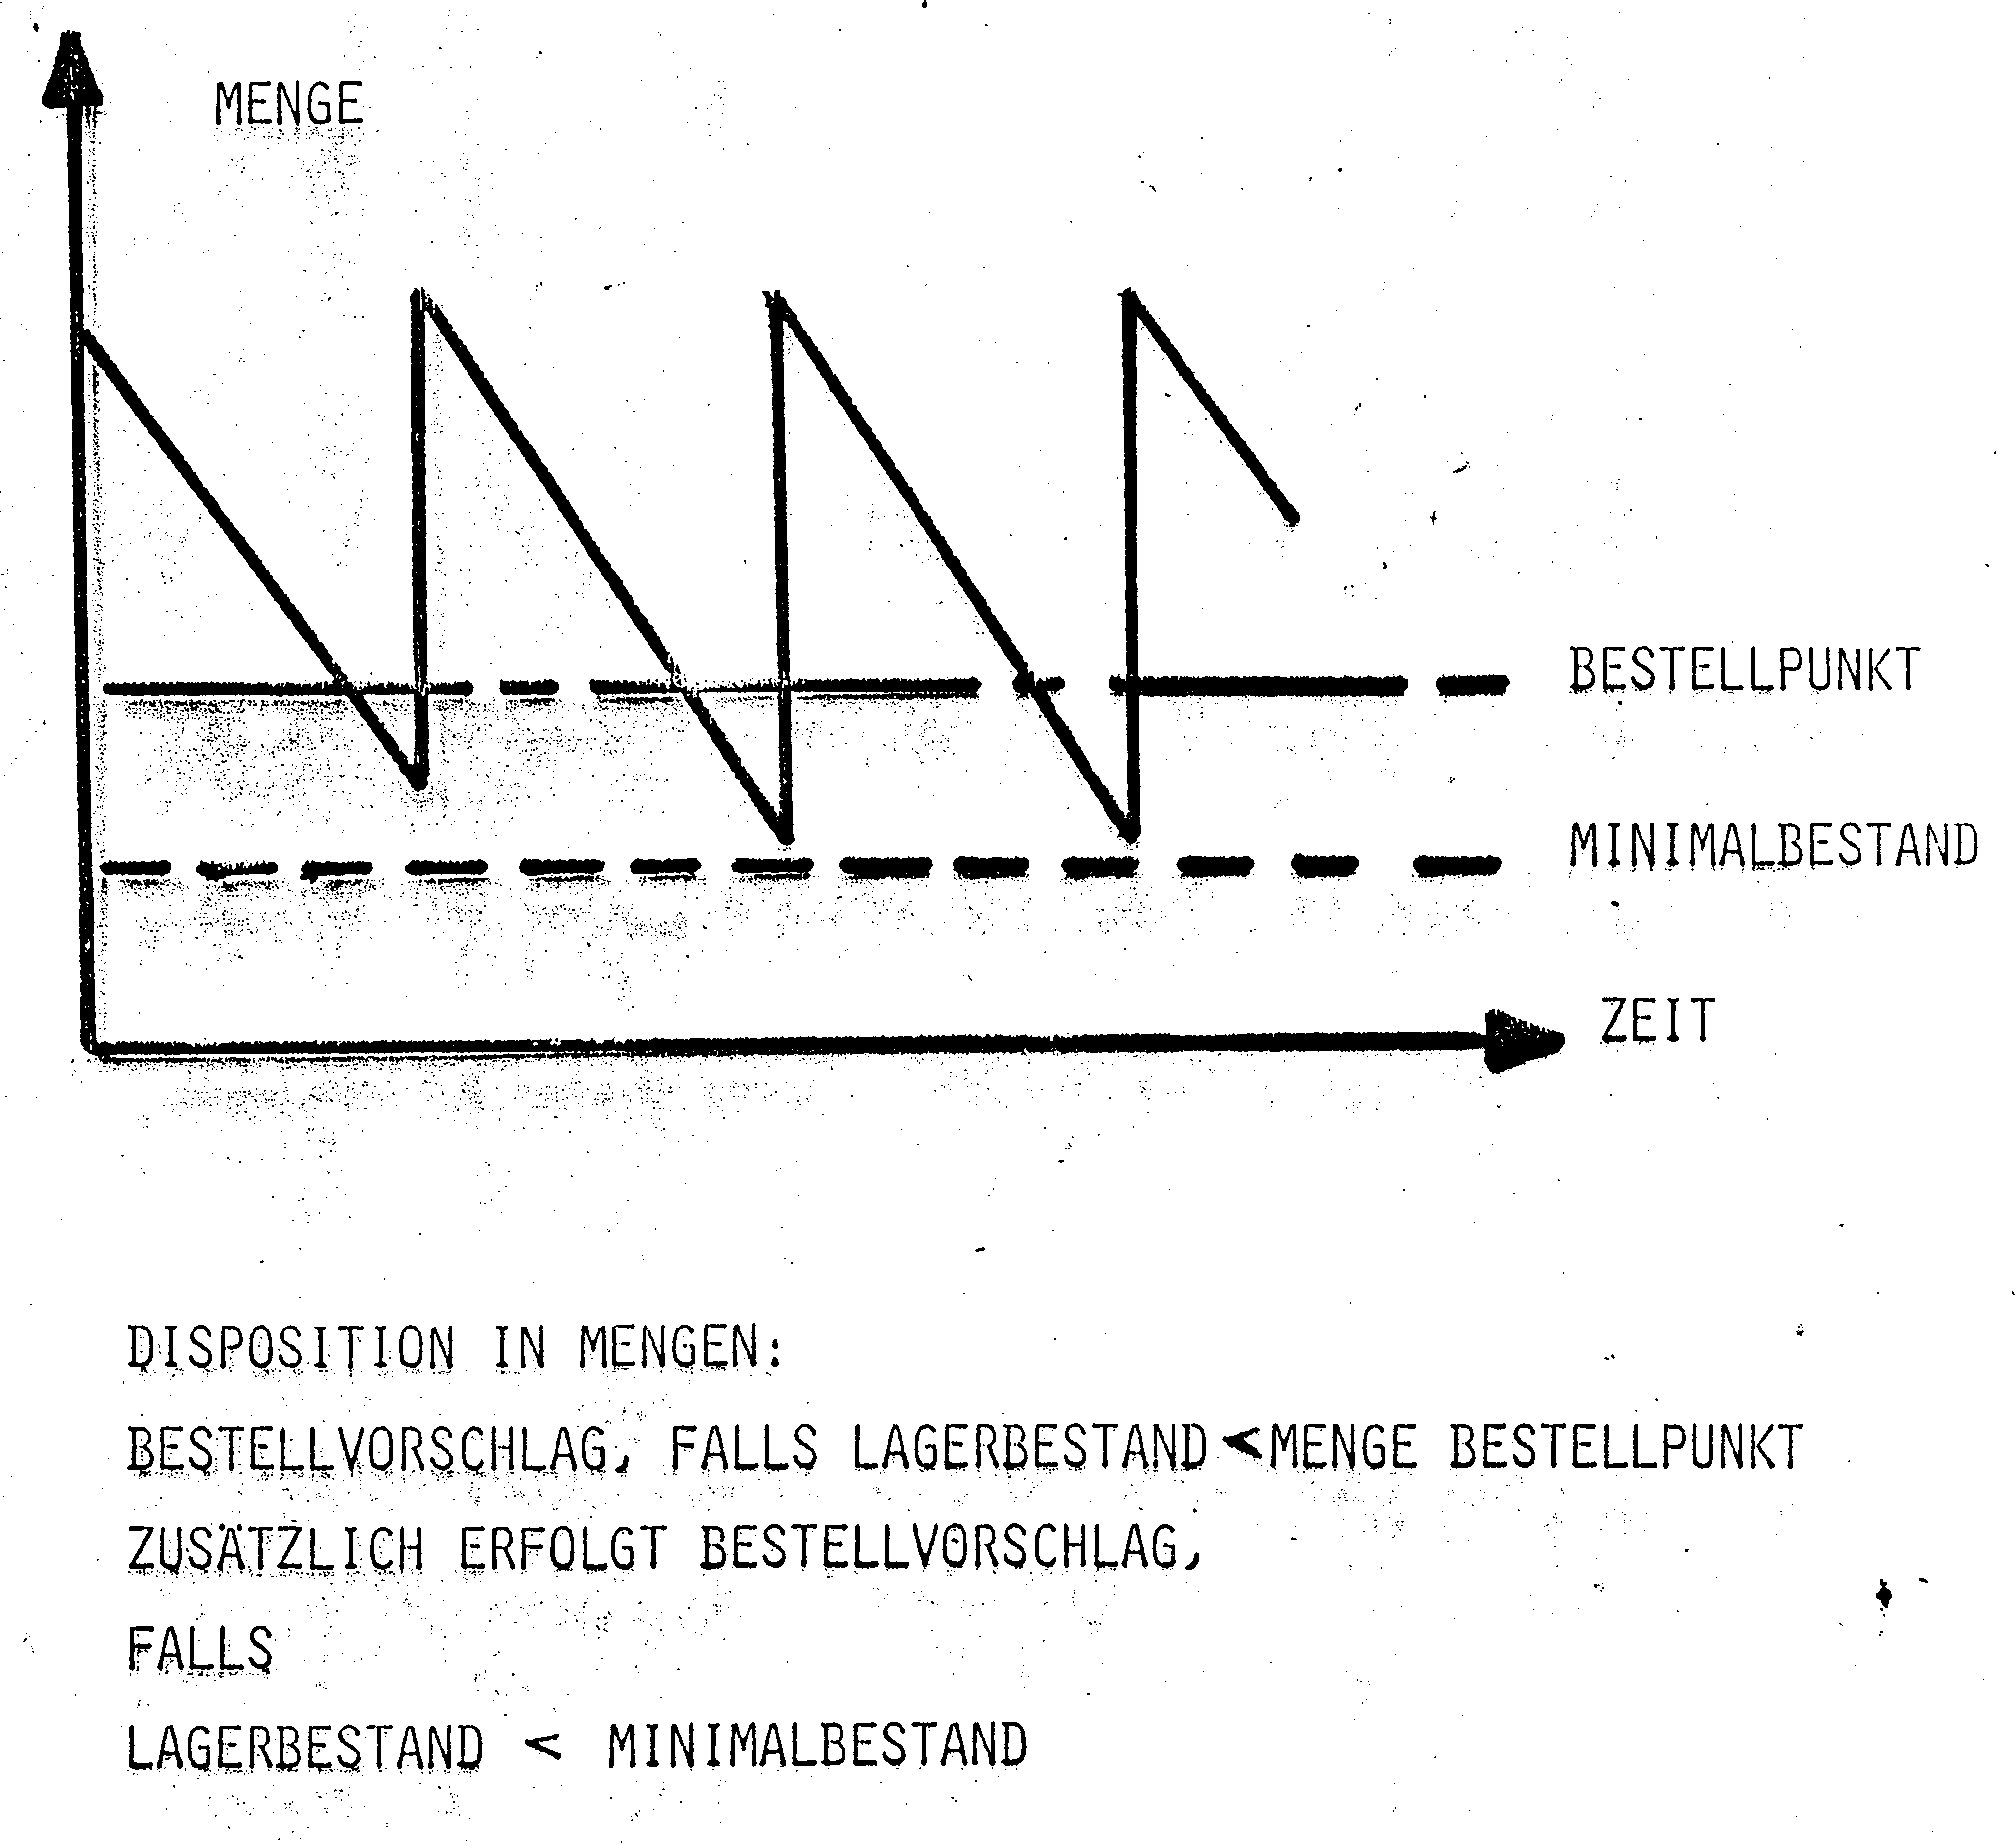 MENGE
BESTELLPUNKT
MINIMALBESTAND
ZEIT
DISPOSITION IN MENGEN:
BESTELLVORSCHLAG, FALLS LAGERBESTAND < MENGE BESTELLPUNKT
ZUSÄTZLICH ERFOLGT BESTELLVORSCHLAG,
FALLS
LAGERBESTAND < MINIMALBESTAND